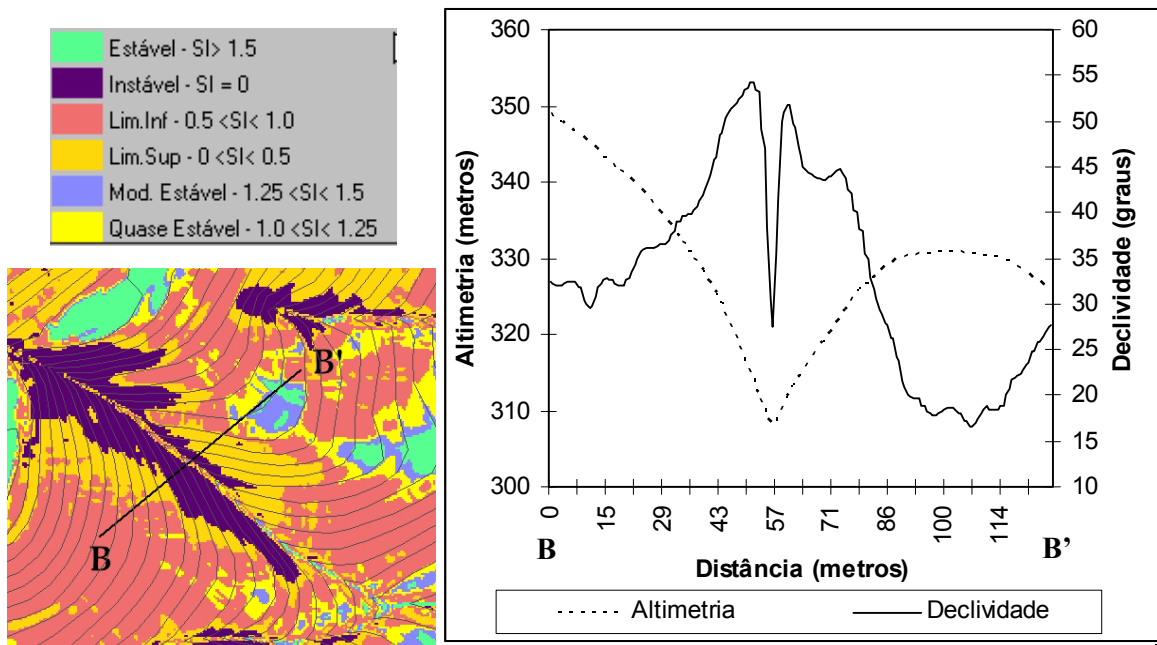 Estável - SI> 1.5
Instável - SI = 0
Lim.Inf - 0.5 <SI< 1.0
Lim.Sup - 0 <SI< 0.5
Mod. Estável - 1.25 <SI< 1.5
Quase Estável - 1.0 <SI< 1.25
B'
B
360
350
340
330
320
310
300
Altimetria (metros)
60
55
50
45
40
35
30
25
20
15
10
Declividade (graus)
0 15 29 43 57 71 86 100 114
B B’
Distância (metros)
Altimetria Declividade